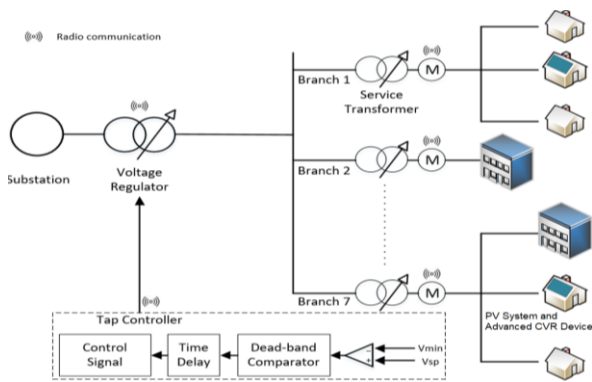 Radio communication
Branch 1
M
Service
Transformer
Substation
Voltage
Regulator
Branch 2
M
Branch 7
M
PV System and
Advanced CVR Device
Tap Controller
Control
Signal
Time
Delay
Dead-band
Comparator
-
+
Vmin
Vsp